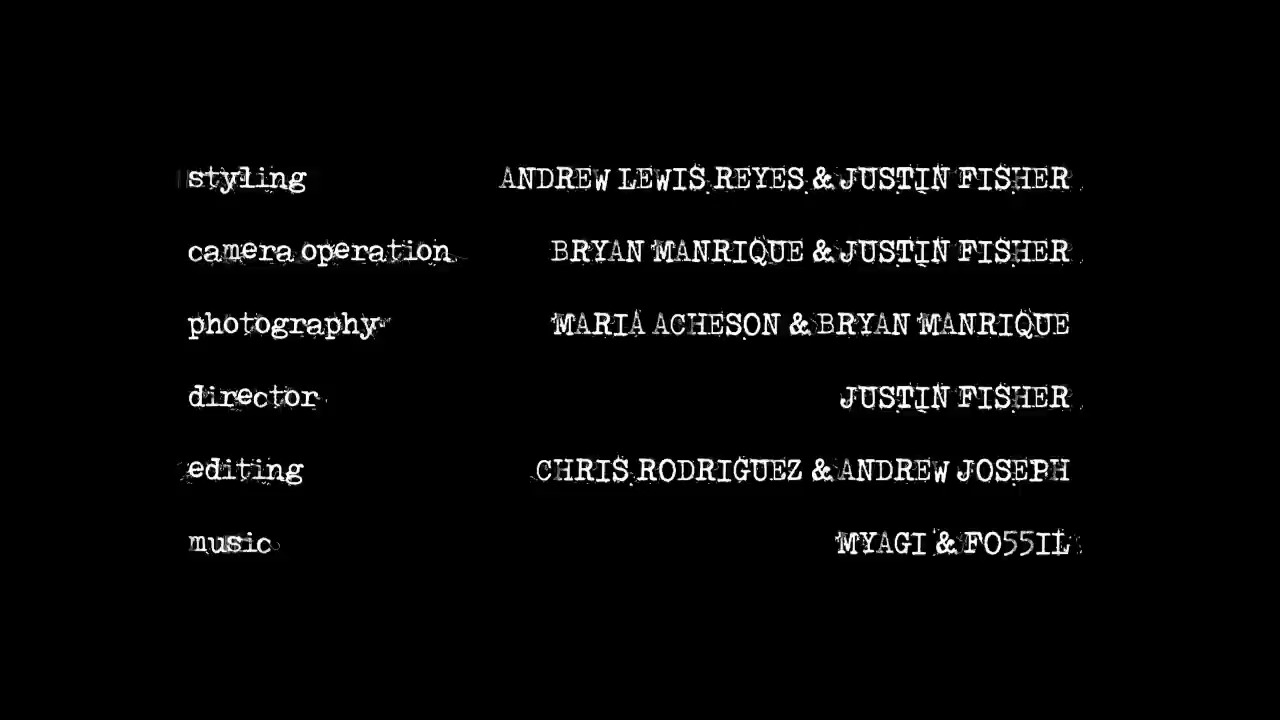 styling ANDREW LEWIS REYES & JUSTIN FISHER
camera operation BRYAN MANRIQUE & JUSTIN FISHER
photography MARIA ACHESON & BRYAN MANRIQUE
director JUSTIN FISHER
editing CHRIS RODRIGUEZ & ANDREW JOSEPH
music MYAGI & FO55IL